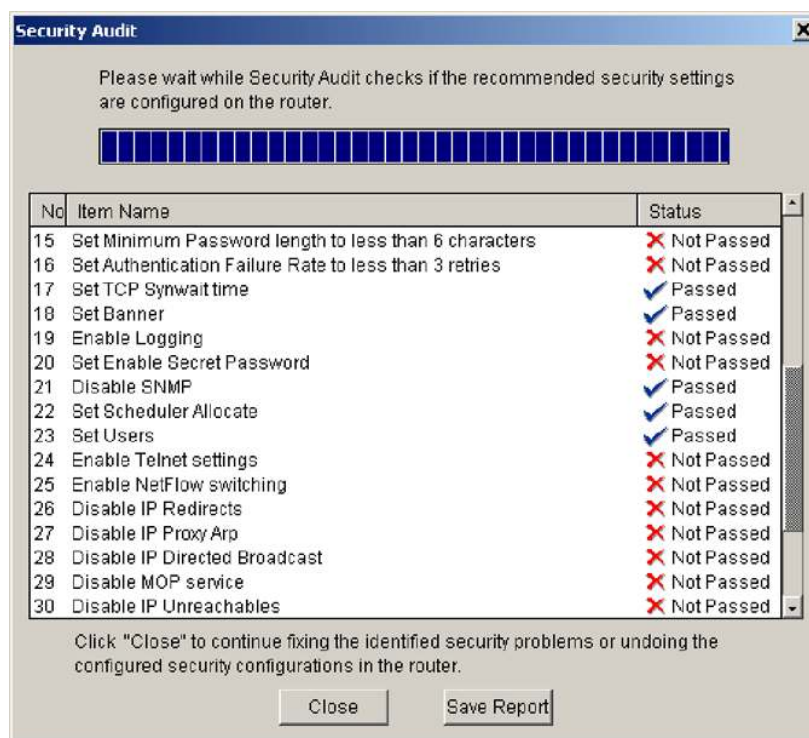 Security Audit
Please wait while Security Audit checks if the recommended security settings
are configured on the router.
No Item Name Status
15 Set Minimum Password length to less than 6 characters Not Passed
16 Set Authentication Failure Rate to less than 3 retries Not Passed
17 Set TCP Synwait time Passed
18 Set Banner Passed
19 Enable Logging Not Passed
20 Set Enable Secret Password Not Passed
21 Disable SNMP Passed
22 Set Scheduler Allocate Passed
23 Set Users Passed
24 Enable Telnet settings Not Passed
25 Enable NetFlow switching Not Passed
26 Disable IP Redirects Not Passed
27 Disable IP Proxy Arp Not Passed
28 Disable IP Directed Broadcast Not Passed
29 Disable MOP service Not Passed
30 Disable IP Unreachables Not Passed
Click "Close" to continue fixing the identified security problems or undoing the
configured security configurations in the router.
Close Save Report